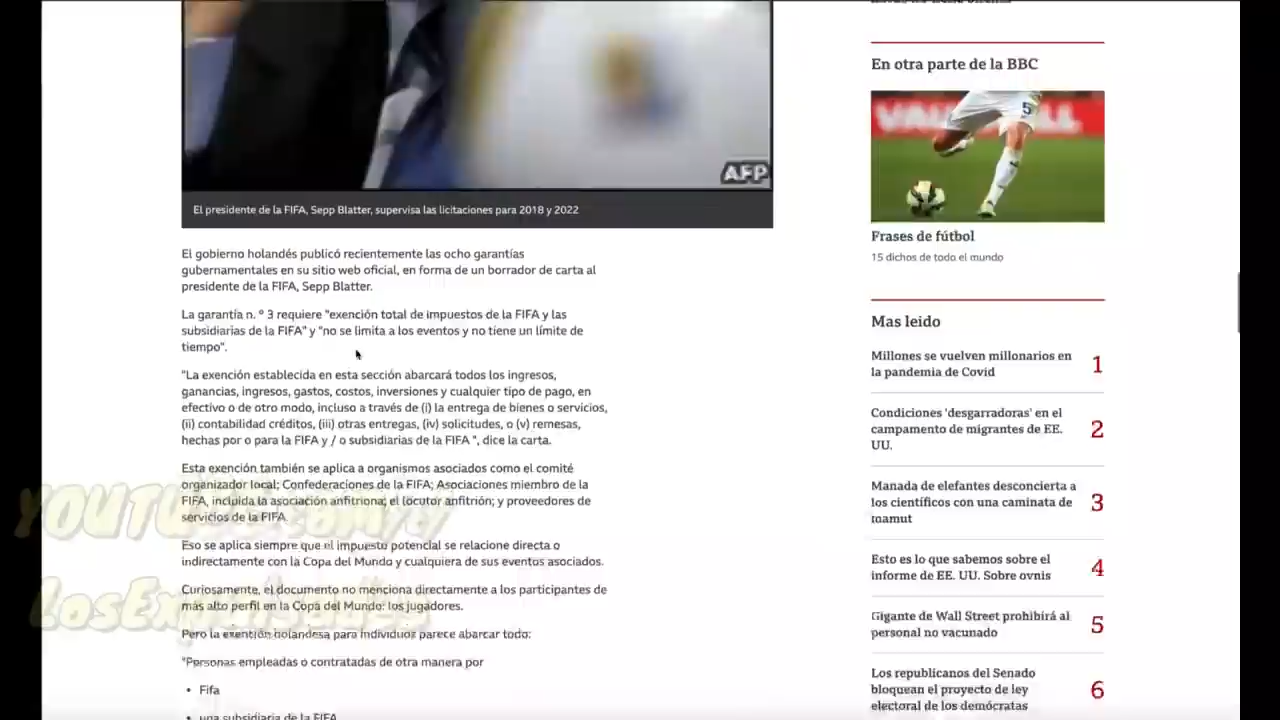 AFP
El presidente de la FIFA, Sepp Blatter, supervisa las licitaciones para 2018 y 2022
El gobierno holandés publicó recientemente las ocho garantías
gubernamentales en su sitio web oficial, en forma de un borrador de carta al
presidente de la FIFA, Sepp Blatter.
La garantía n. º 3 requiere "exención total de impuestos de la FIFA y las
subsidiarias de la FIFA" y "no se limita a los eventos y no tiene un límite de
tiempo".
"La exención establecida en esta sección abarcará todos los ingresos,
ganancias, ingresos, gastos, costos, inversiones y cualquier tipo de pago, en
efectivo o de otro modo, incluso a través de (i) la entrega de bienes o servicios,
(ii) contabilidad créditos, (iii) otras entregas, (iv) solicitudes, o (v) remesas,
hechas por o para la FIFA y / o subsidiarias de la FIFA ", dice la carta.
Esta exención también se aplica a organismos asociados como el comité
organizador local; Confederaciones de la FIFA; Asociaciones miembro de la
FIFA, incluida la asociación anfitriona; el locutor anfitrión; y proveedores de
servicios de la FIFA.
Eso se aplica siempre que el impuesto potencial se relacione directa o
indirectamente con la Copa del Mundo y cualquiera de sus eventos asociados.
Curiosamente, el documento no menciona directamente a los participantes de
más alto perfil en la Copa del Mundo: los jugadores.
Pero la exención holandesa para individuos parece abarcar todo:
"Personas empleadas o contratadas de otra manera por
• Fifa
• una subsidiaria de la FIFA
En otra parte de la BBC
VAUXHALL
5
Frases de fútbol
15 dichos de todo el mundo
Mas leido
Millones se vuelven millonarios en
la pandemia de Covid
1
Condiciones 'desgarradoras' en el
campamento de migrantes de EE.
UU.
2
Manada de elefantes desconcierta a
los científicos con una caminata de
mamut
3
Esto es lo que sabemos sobre el
informe de EE. UU. Sobre ovnis
4
Gigante de Wall Street prohibirá al
personal no vacunado
5
Los republicanos del Senado
bloquean el proyecto de ley
electoral de los demócratas
6